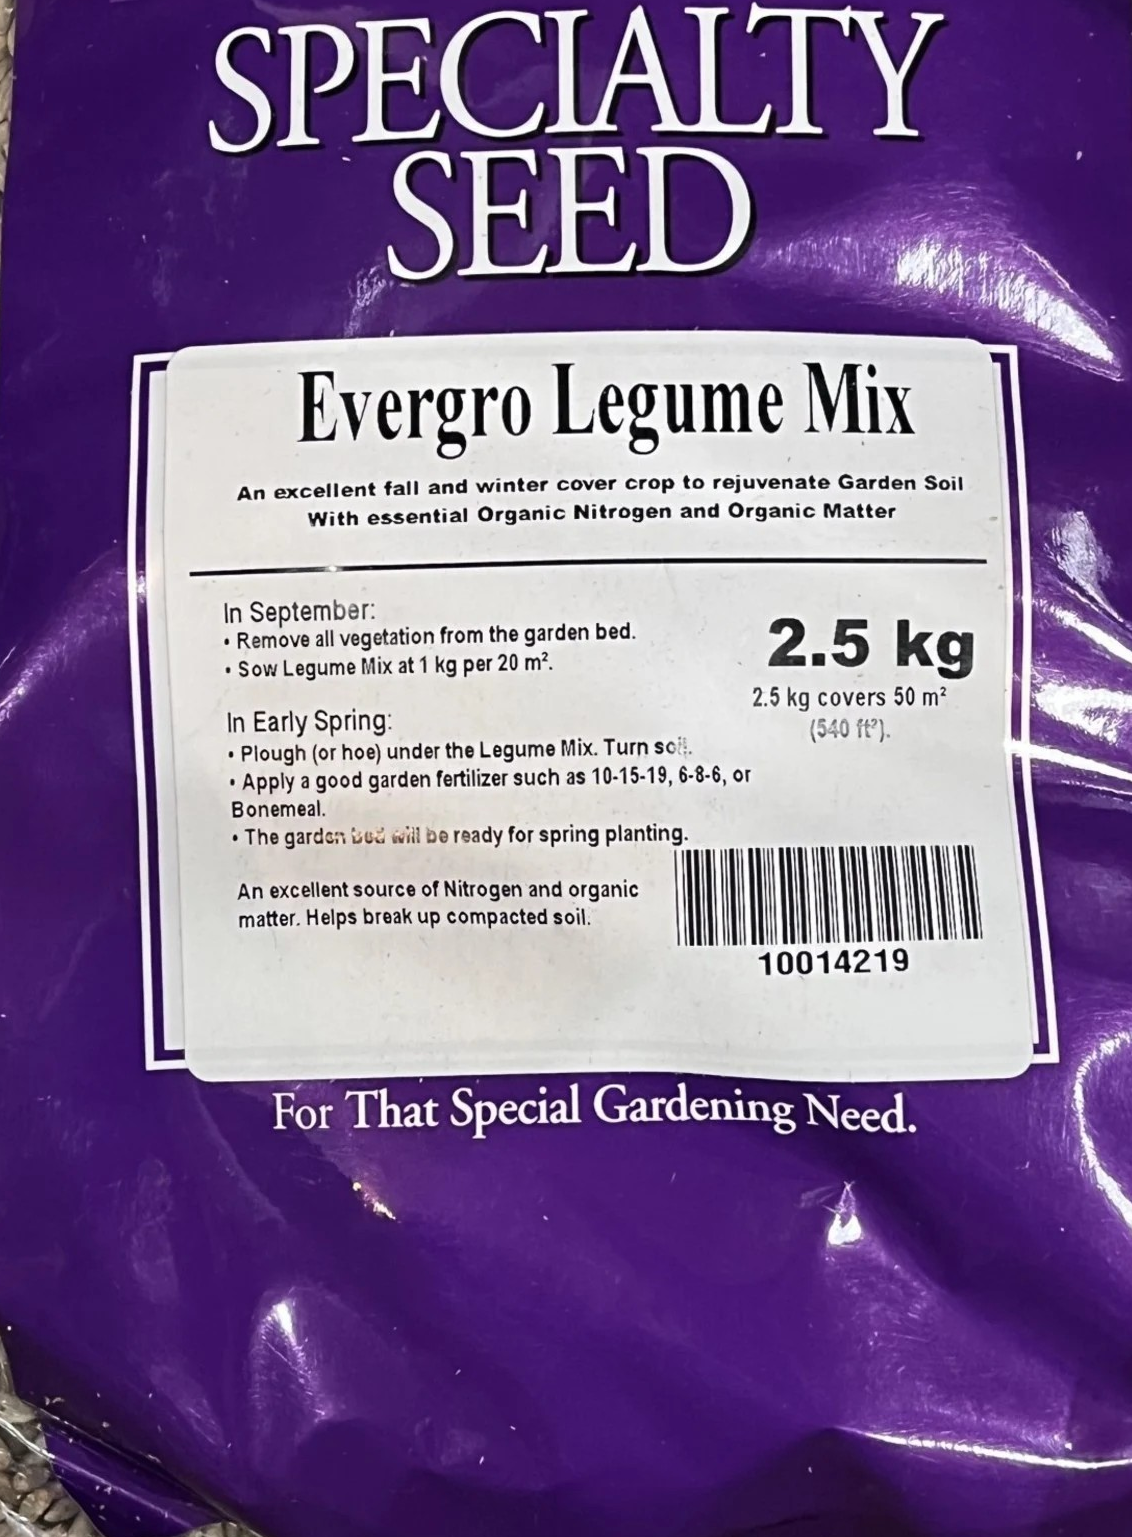 SPECIALTY
SEED
Evergro Legume Mix
An excellent fall and winter cover crop to rejuvenate Garden Soil
With essential Organic Nitrogen and Organic Matter
In September:
• Remove all vegetation from the garden bed.
• Sow Legume Mix at 1 kg per 20 m².
2.5 kg
2.5 kg covers 50 m²
(540 ft²).
In Early Spring:
• Plough (or hoe) under the Legume Mix. Turn soil.
• Apply a good garden fertilizer such as 10-15-19, 6-8-6, or
Bonemeal.
• The garden bed will be ready for spring planting.
An excellent source of Nitrogen and organic
matter. Helps break up compacted soil.
10014219
For That Special Gardening Need.